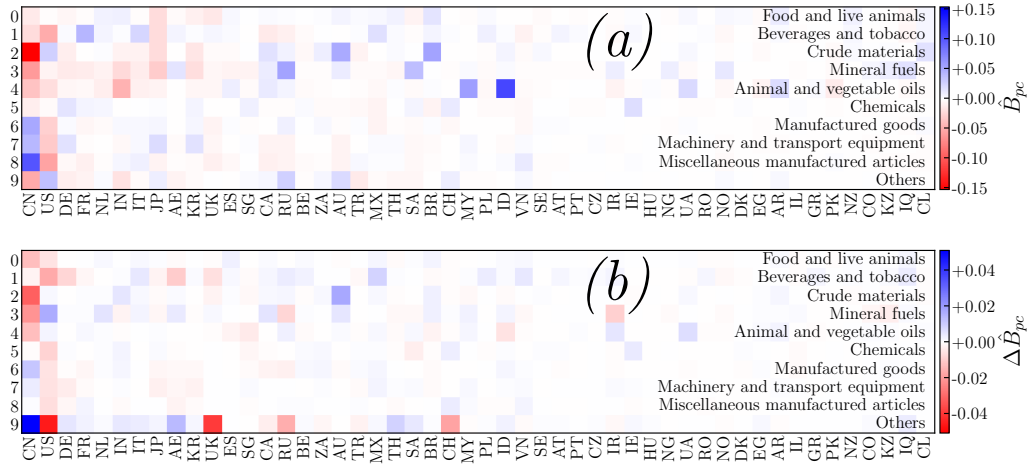 0
1
2
3
4
5
6
7
8
9
(a)
Food and live animals
Beverages and tobacco
Crude materials
Mineral fuels
Animal and vegetable oils
Chemicals
Manufactured goods
Machinery and transport equipment
Miscellaneous manufactured articles
Others
+0.15
+0.10
+0.05
+0.00
-0.05
-0.10
-0.15
B̂pc
CN US DE FR NL IN IT JP AE KR UK ES SG CA RU BE ZA AU TR MX TH SA BR CH MY PL ID VN SE AT PT CZ IR IE HU NG UA RO NO DK EG AR IL GR PK NZ CO KZ IQ CL
0
1
2
3
4
5
6
7
8
9
(b)
Food and live animals
Beverages and tobacco
Crude materials
Mineral fuels
Animal and vegetable oils
Chemicals
Manufactured goods
Machinery and transport equipment
Miscellaneous manufactured articles
Others
+0.04
+0.02
+0.00
-0.02
-0.04
ΔB̂pc
CN US DE FR NL IN IT JP AE KR UK ES SG CA RU BE ZA AU TR MX TH SA BR CH MY PL ID VN SE AT PT CZ IR IE HU NG UA RO NO DK EG AR IL GR PK NZ CO KZ IQ CL